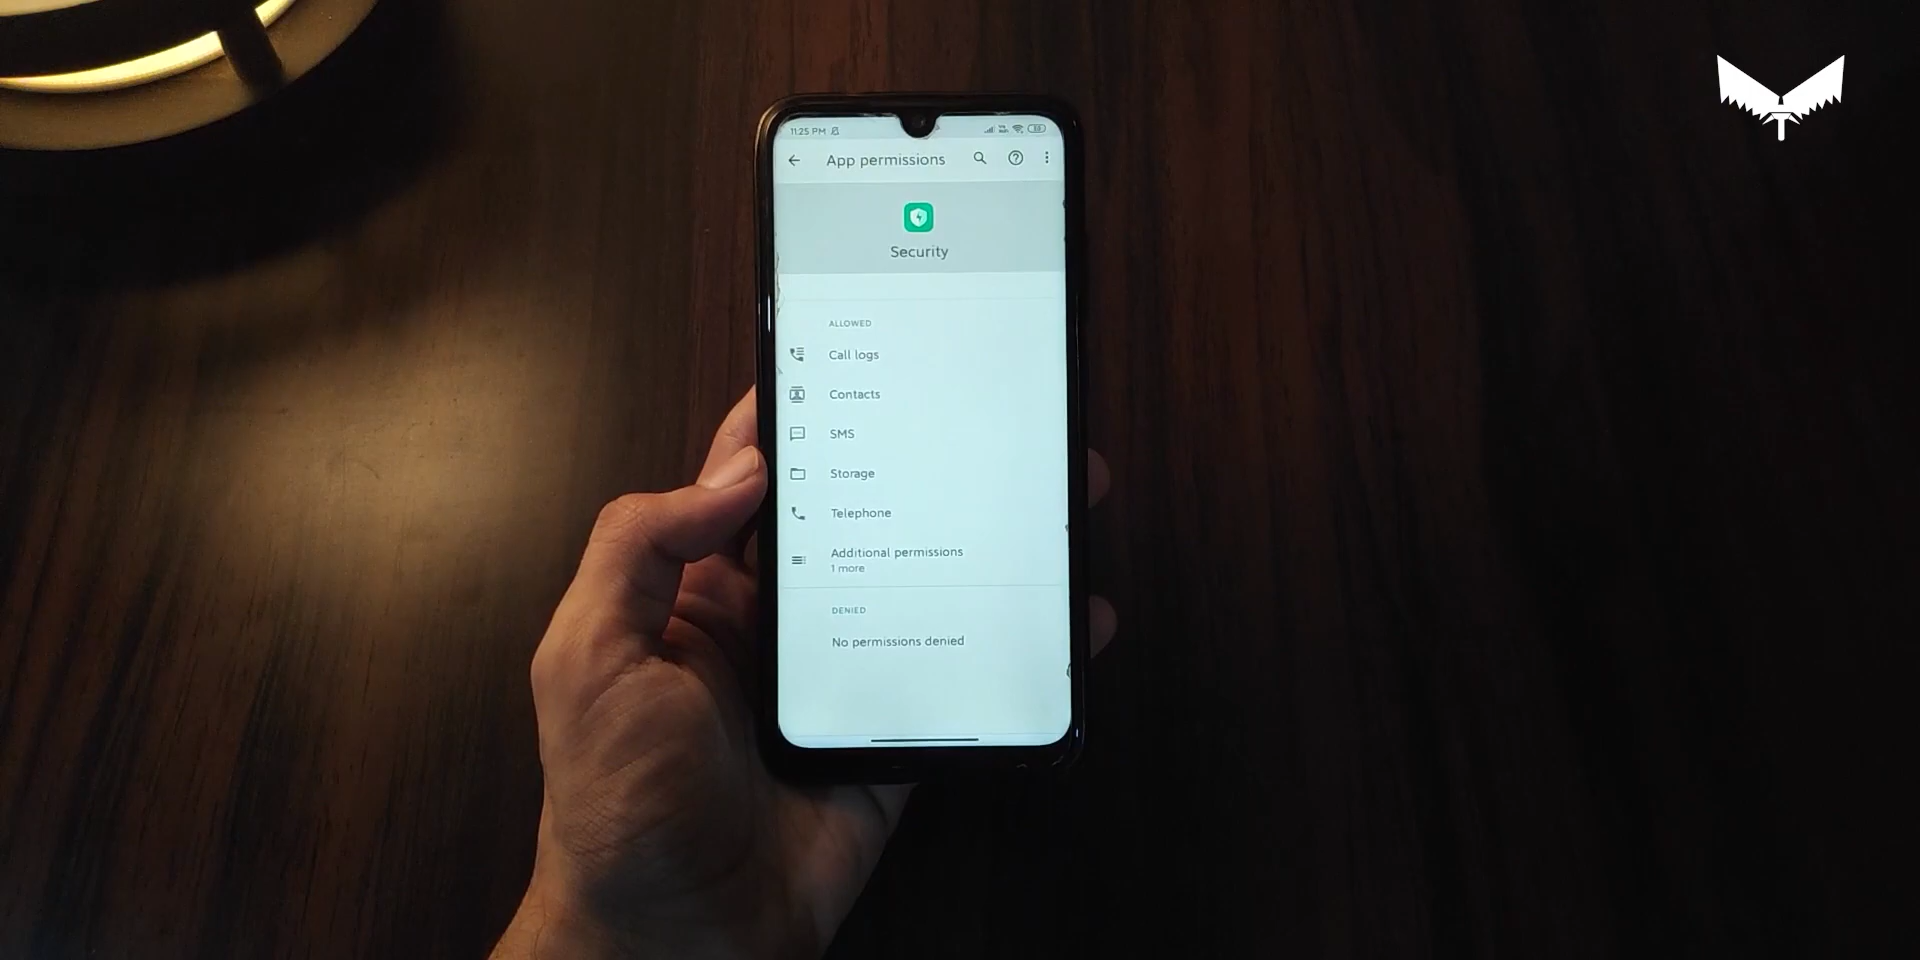 11:25 PM
App permissions
Security
ALLOWED
Call logs
Contacts
SMS
Storage
Telephone
Additional permissions
1 more
DENIED
No permissions denied